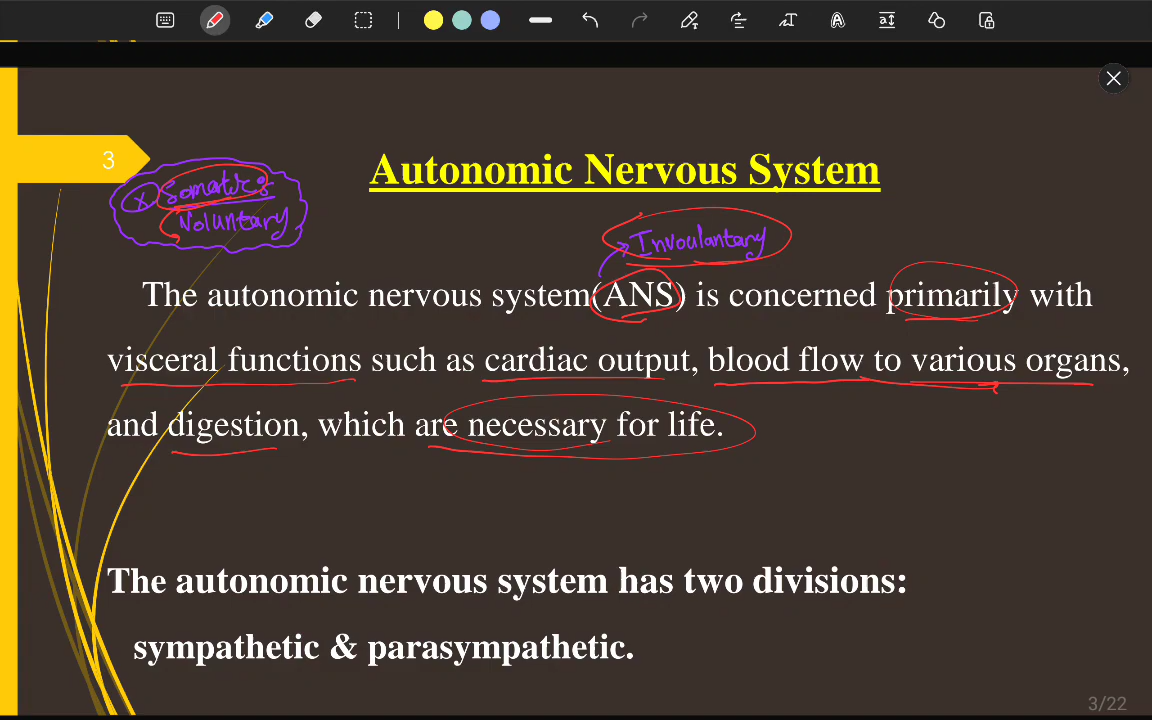 3
Autonomic Nervous System
x Somatics
Voluntary
Invoulantary
The autonomic nervous system(ANS) is concerned primarily with
visceral functions such as cardiac output, blood flow to various organs,
and digestion, which are necessary for life.
The autonomic nervous system has two divisions:
sympathetic & parasympathetic.
3/22